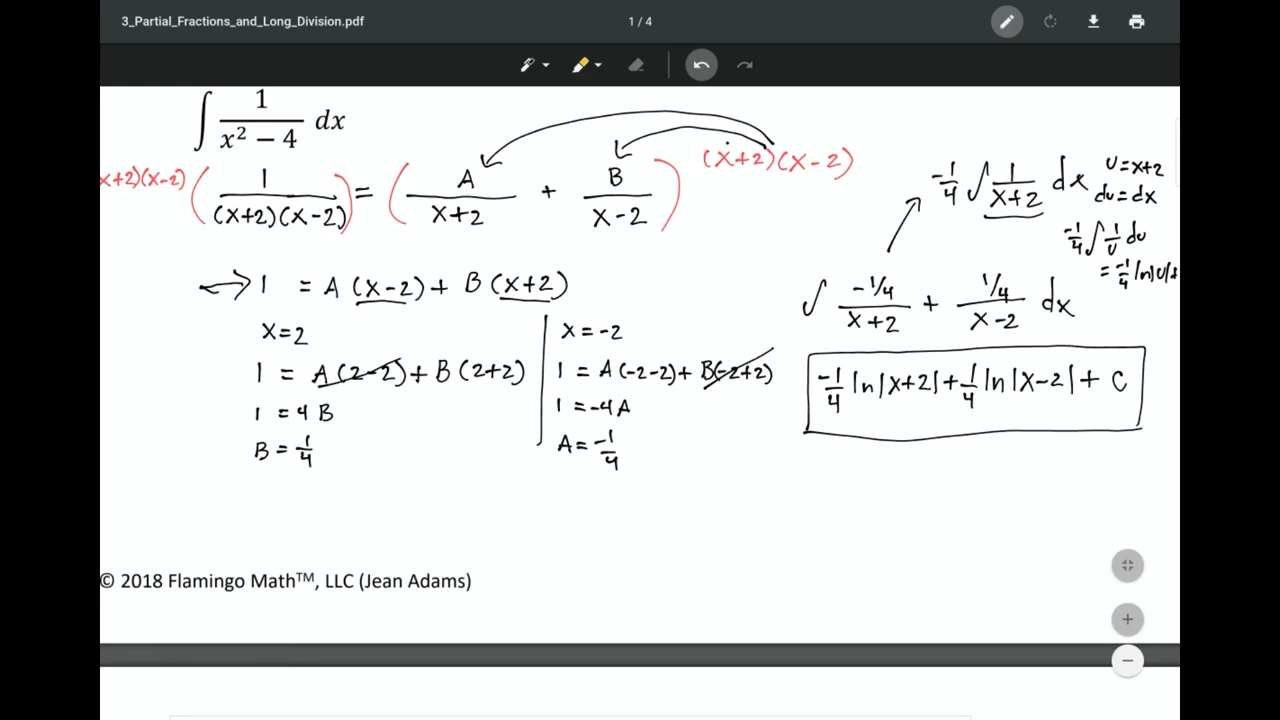 3_Partial_Fractions_and_Long_Division.pdf
1 / 4
∫ 1/(x² − 4) dx
x+2)(x-2) ( 1/((x+2)(x-2)) ) = ( A/(x+2) + B/(x-2) ) (x+2)(x-2)
1 = A(x-2) + B(x+2)
x=2
1 = A(2-2) + B(2+2)
1 = 4B
B = 1/4
x = -2
1 = A(-2-2) + B(-2+2)
1 = -4A
A = -1/4
-1/4 ∫ 1/(x+2) dx
u = x+2
du = dx
-1/4 ∫ 1/u du
= -1/4 ln|u|+
∫ (-1/4)/(x+2) + (1/4)/(x-2) dx
-1/4 ln|x+2| + 1/4 ln|x-2| + C
© 2018 Flamingo Math™, LLC (Jean Adams)